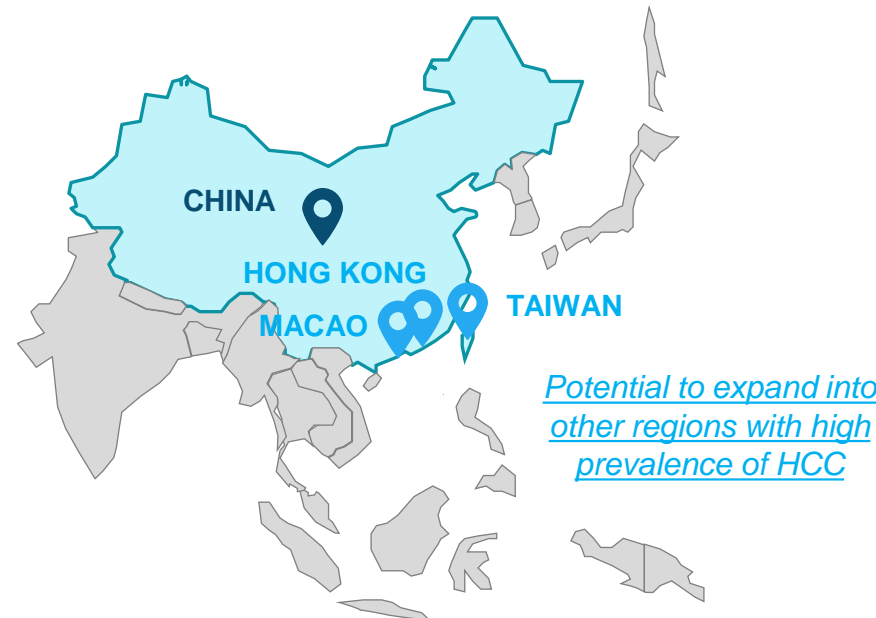 CHINA
HONG KONG
MACAO
TAIWAN
Potential to expand into
other regions with high
prevalence of HCC